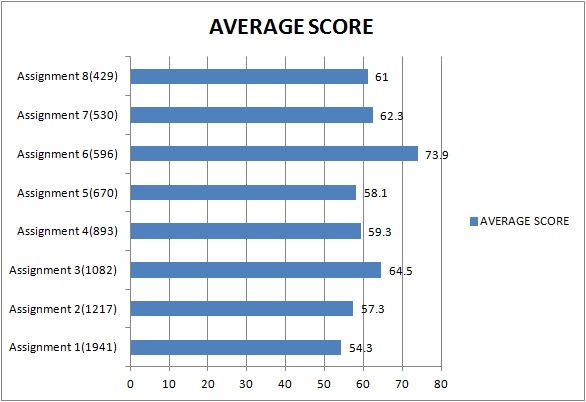 AVERAGE SCORE
Assignment 8(429) 61
Assignment 7(530) 62.3
Assignment 6(596) 73.9
Assignment 5(670) 58.1
Assignment 4(893) 59.3
Assignment 3(1082) 64.5
Assignment 2(1217) 57.3
Assignment 1(1941) 54.3
0 10 20 30 40 50 60 70 80
AVERAGE SCORE